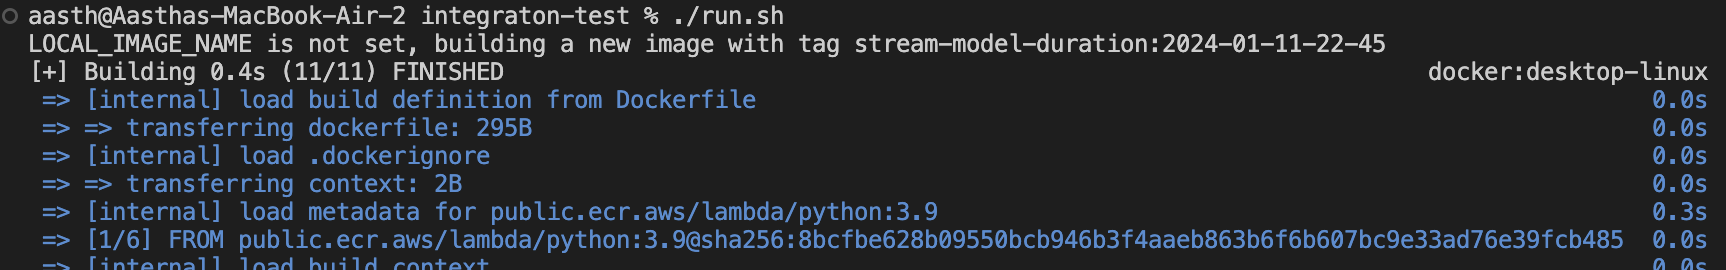 aasth@Aasthas-MacBook-Air-2 integraton-test % ./run.sh
LOCAL_IMAGE_NAME is not set, building a new image with tag stream-model-duration:2024-01-11-22-45
[+] Building 0.4s (11/11) FINISHED docker:desktop-linux
=> [internal] load build definition from Dockerfile 0.0s
=> => transferring dockerfile: 295B 0.0s
=> [internal] load .dockerignore 0.0s
=> => transferring context: 2B 0.0s
=> [internal] load metadata for public.ecr.aws/lambda/python:3.9 0.3s
=> [1/6] FROM public.ecr.aws/lambda/python:3.9@sha256:8bcfbe628b09550bcb946b3f4aaeb863b6f6b607bc9e33ad76e39fcb485 0.0s
=> [internal] load build context 0.0s